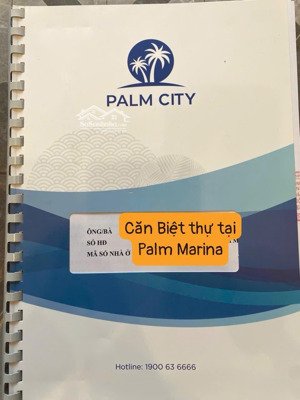 PALM CITY
ÔNG/BÀ
SỐ HĐ
MÃ SỐ NHÀ Ở
Căn Biệt thự tại
Palm Marina
Hotline: 1900 63 6666